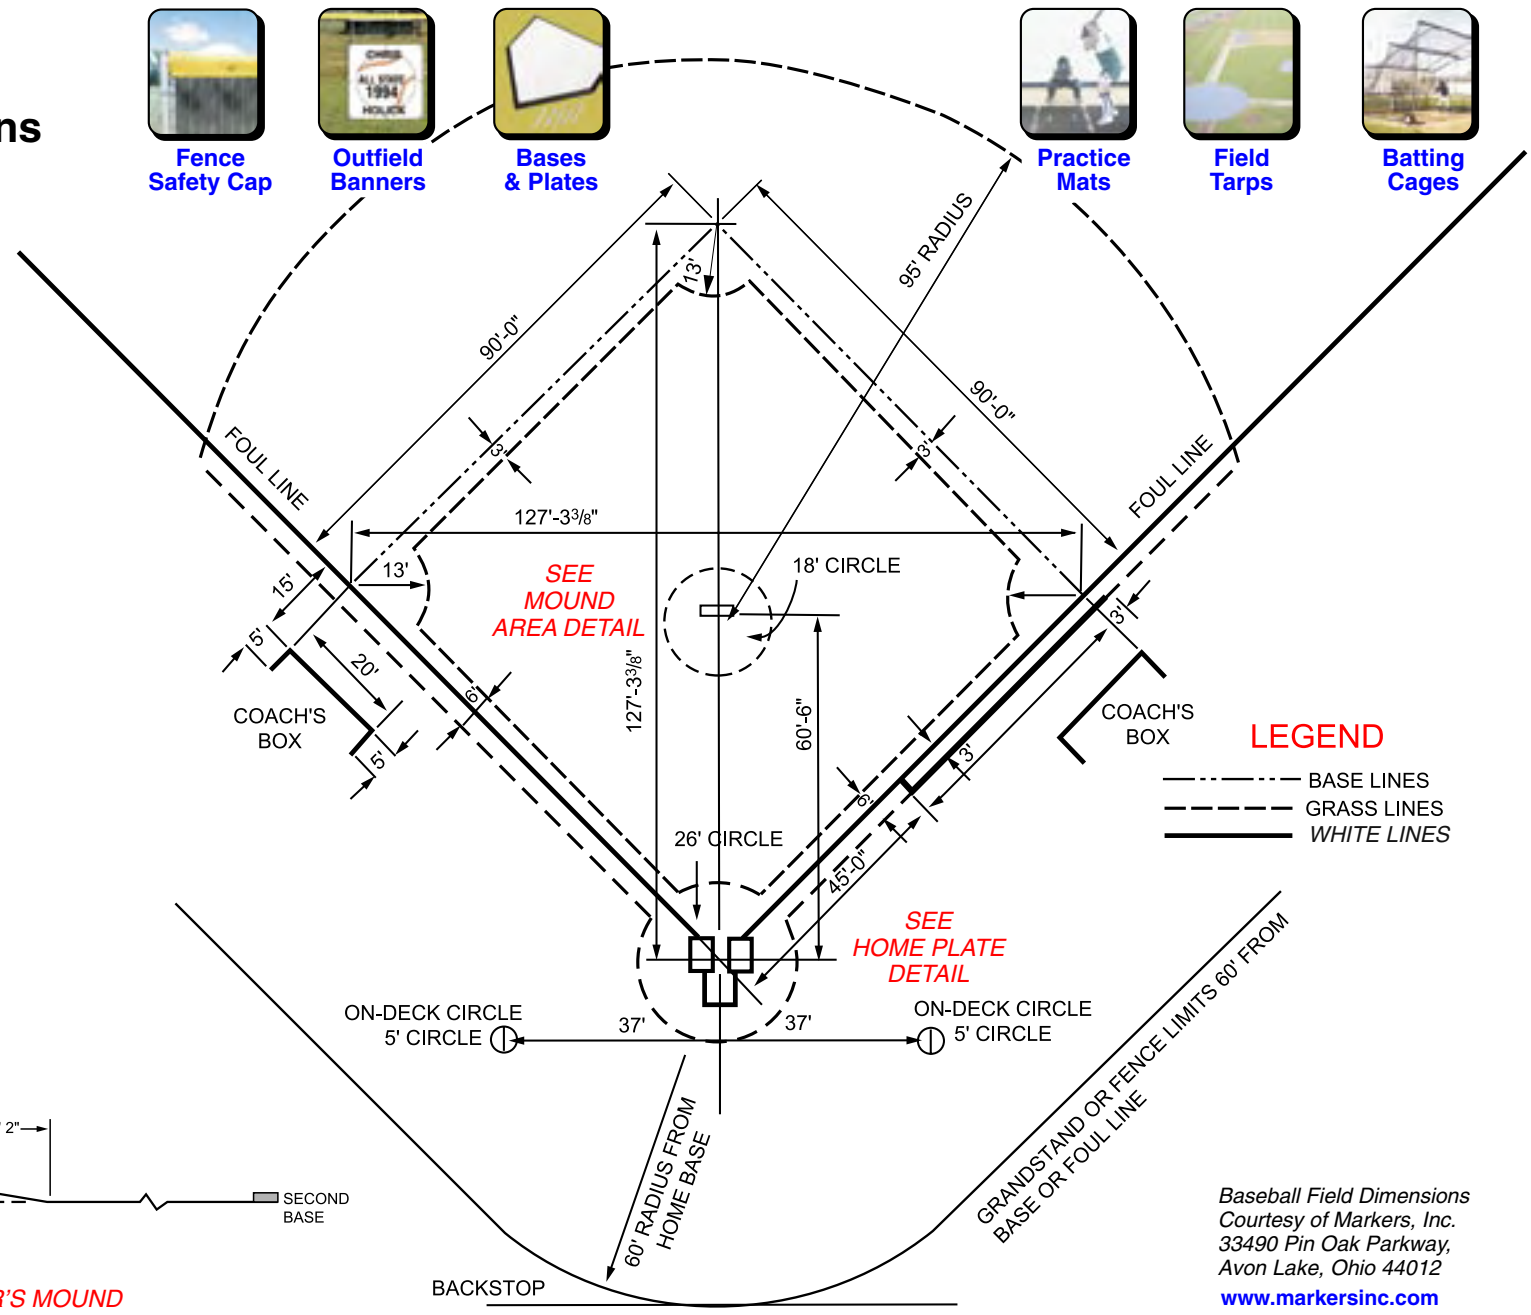 ns
Fence
Safety Cap
CHRIS
ALL STATE
1994
HOLICK
Outfield
Banners
Bases
& Plates
Practice
Mats
Field
Tarps
Batting
Cages
95' RADIUS
13'
90'-0"
90'-0"
3'
3'
FOUL LINE
FOUL LINE
127'-3 3/8"
13'
18' CIRCLE
SEE
MOUND
AREA DETAIL
15'
5'
20'
5'
COACH'S
BOX
6'
127'-3 3/8"
60'-6"
3'
COACH'S
BOX
3'
6'
45'-0"
LEGEND
BASE LINES
GRASS LINES
WHITE LINES
26' CIRCLE
SEE
HOME PLATE
DETAIL
ON-DECK CIRCLE
5' CIRCLE
37'
37'
ON-DECK CIRCLE
5' CIRCLE
60' RADIUS FROM
HOME BASE
GRANDSTAND OR FENCE LIMITS 60' FROM
BASE OR FOUL LINE
' 2"
SECOND
BASE
BACKSTOP
R'S MOUND
Baseball Field Dimensions
Courtesy of Markers, Inc.
33490 Pin Oak Parkway,
Avon Lake, Ohio 44012
www.markersinc.com